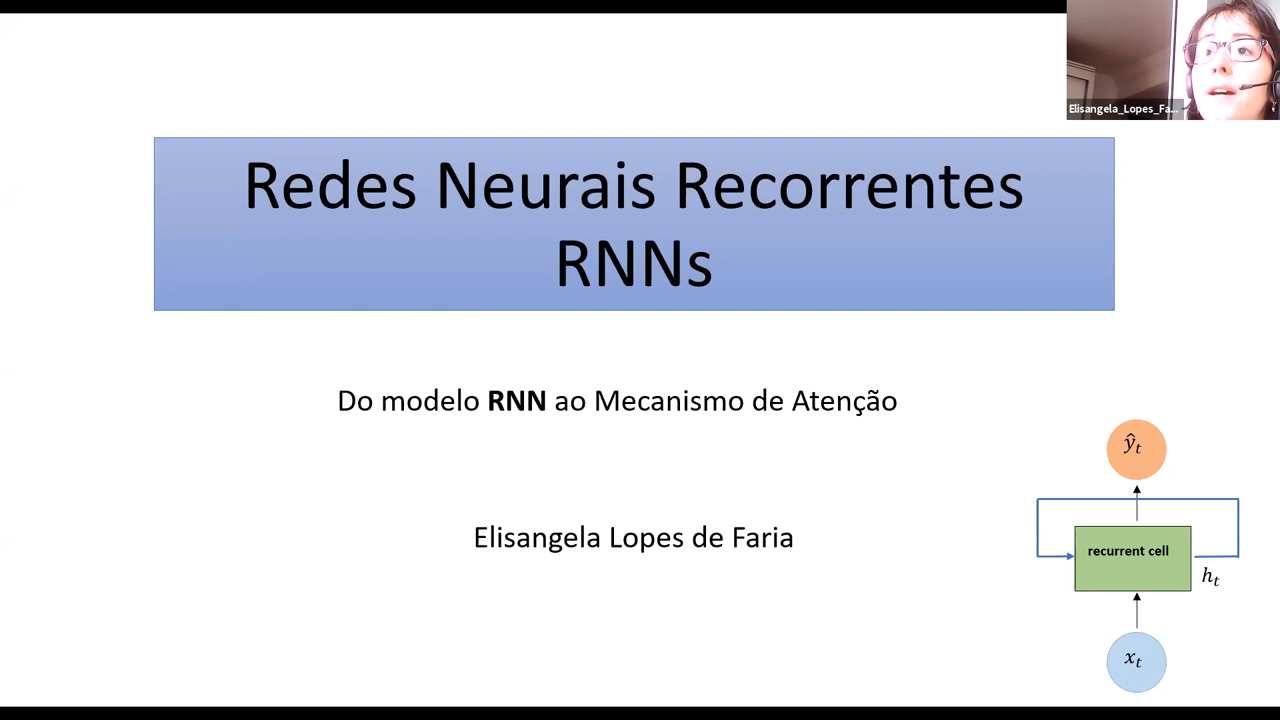 Elisangela_Lopes_Fa...
Redes Neurais Recorrentes
RNNs
Do modelo RNN ao Mecanismo de Atenção
Elisangela Lopes de Faria
ŷₜ
recurrent cell
hₜ
xₜ